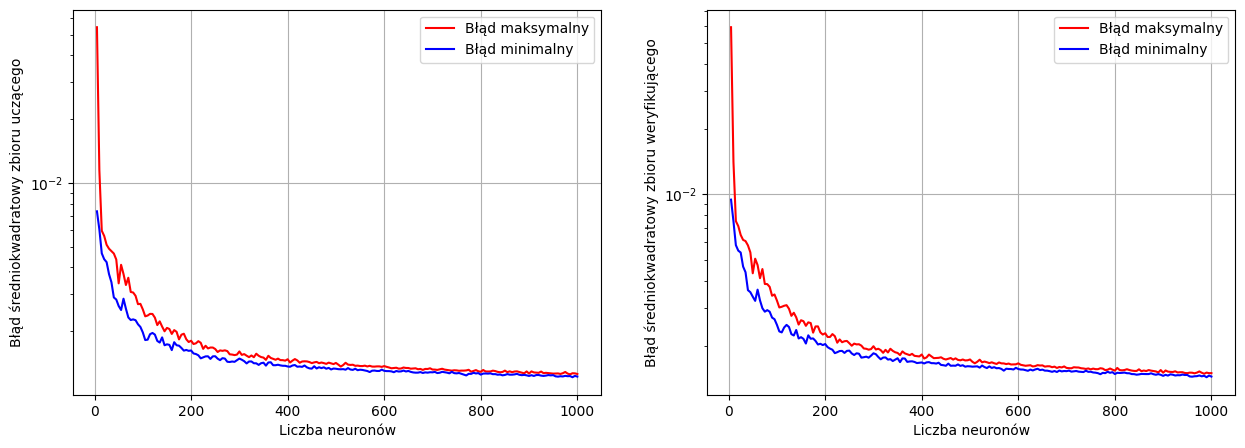 Błąd średniokwadratowy zbioru uczącego
10⁻²
Błąd maksymalny
Błąd minimalny
0 200 400 600 800 1000
Liczba neuronów
Błąd średniokwadratowy zbioru weryfikującego
10⁻²
Błąd maksymalny
Błąd minimalny
0 200 400 600 800 1000
Liczba neuronów